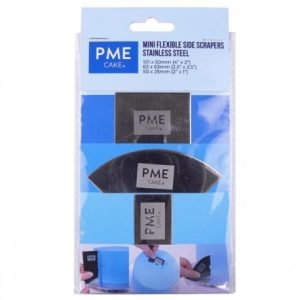 PME
CAKE
MINI FLEXIBLE SIDE SCRAPERS
STAINLESS STEEL
101 x 50mm (4" x 2")
63 x 63mm (2.5" x 2.5")
50 x 25mm (2" x 1")
PME
CAKE
PME
CAKE
PME
CAKE